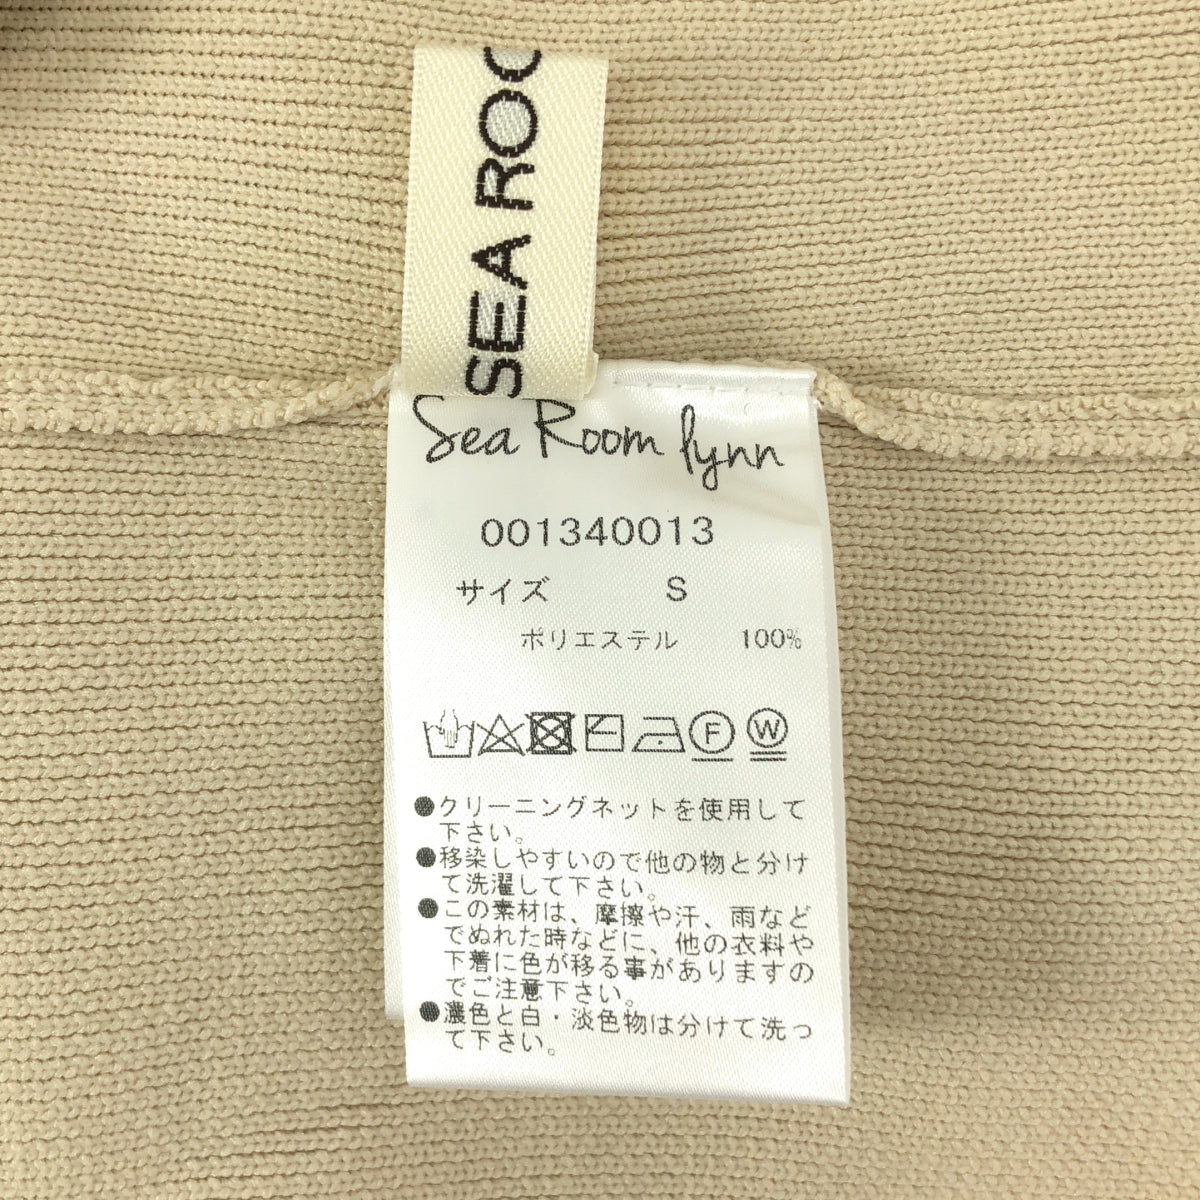 SEA ROO
Sea Room lynn
001340013
サイズ S
ポリエステル 100%
F W
●クリーニングネットを使用して
下さい。
●移染しやすいので他の物と分け
て洗濯して下さい。
●この素材は、摩擦や汗、雨など
でぬれた時などに、他の衣料や
下着に色が移る事がありますの
でご注意下さい。
●濃色と白・淡色物は分けて洗っ
て下さい。